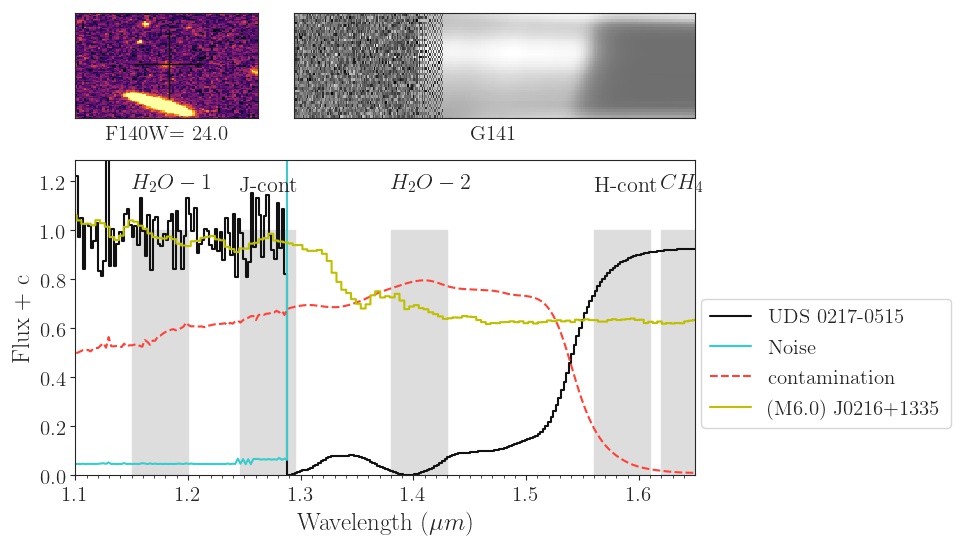 F140W= 24.0
G141
H₂O − 1
J-cont
H₂O − 2
H-cont
CH₄
1.2
1.0
0.8
0.6
0.4
0.2
0.0
Flux + c
1.1
1.2
1.3
1.4
1.5
1.6
Wavelength (μm)
UDS 0217-0515
Noise
contamination
(M6.0) J0216+1335